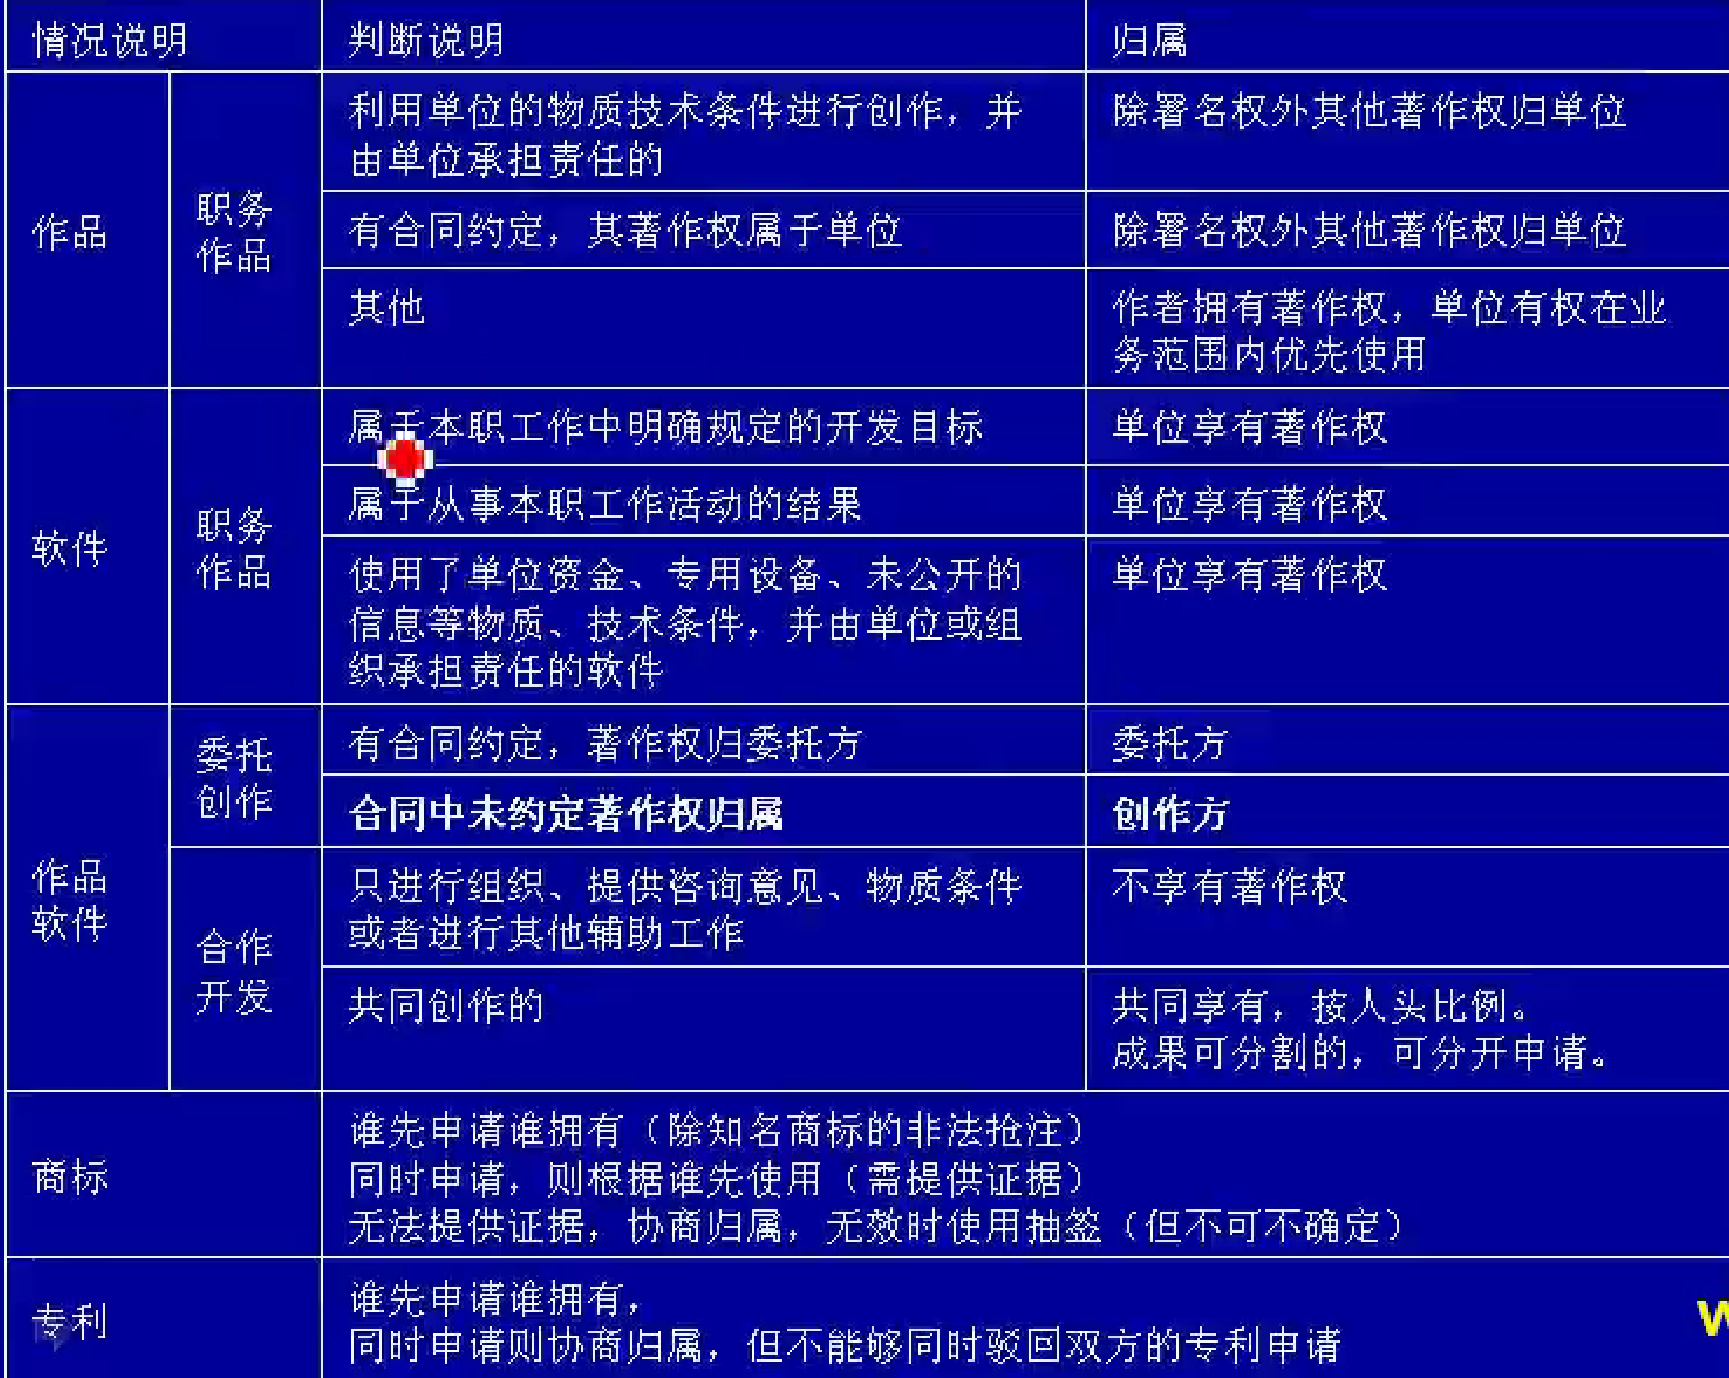 情况说明
判断说明
归属
作品
职务
作品
利用单位的物质技术条件进行创作，并
由单位承担责任的
除署名权外其他著作权归单位
有合同约定，其著作权属于单位
除署名权外其他著作权归单位
其他
作者拥有著作权，单位有权在业
务范围内优先使用
软件
职务
作品
属于本职工作中明确规定的开发目标
单位享有著作权
属于从事本职工作活动的结果
单位享有著作权
使用了单位资金、专用设备、未公开的
信息等物质、技术条件，并由单位或组
织承担责任的软件
单位享有著作权
作品
软件
委托
创作
有合同约定，著作权归委托方
委托方
合同中未约定著作权归属
创作方
合作
开发
只进行组织、提供咨询意见、物质条件
或者进行其他辅助工作
不享有著作权
共同创作的
共同享有，按人头比例。
成果可分割的，可分开申请。
商标
谁先申请谁拥有（除知名商标的非法抢注）
同时申请，则根据谁先使用（需提供证据）
无法提供证据，协商归属，无效时使用抽签（但不可不确定）
专利
谁先申请谁拥有，
同时申请则协商归属，但不能够同时驳回双方的专利申请